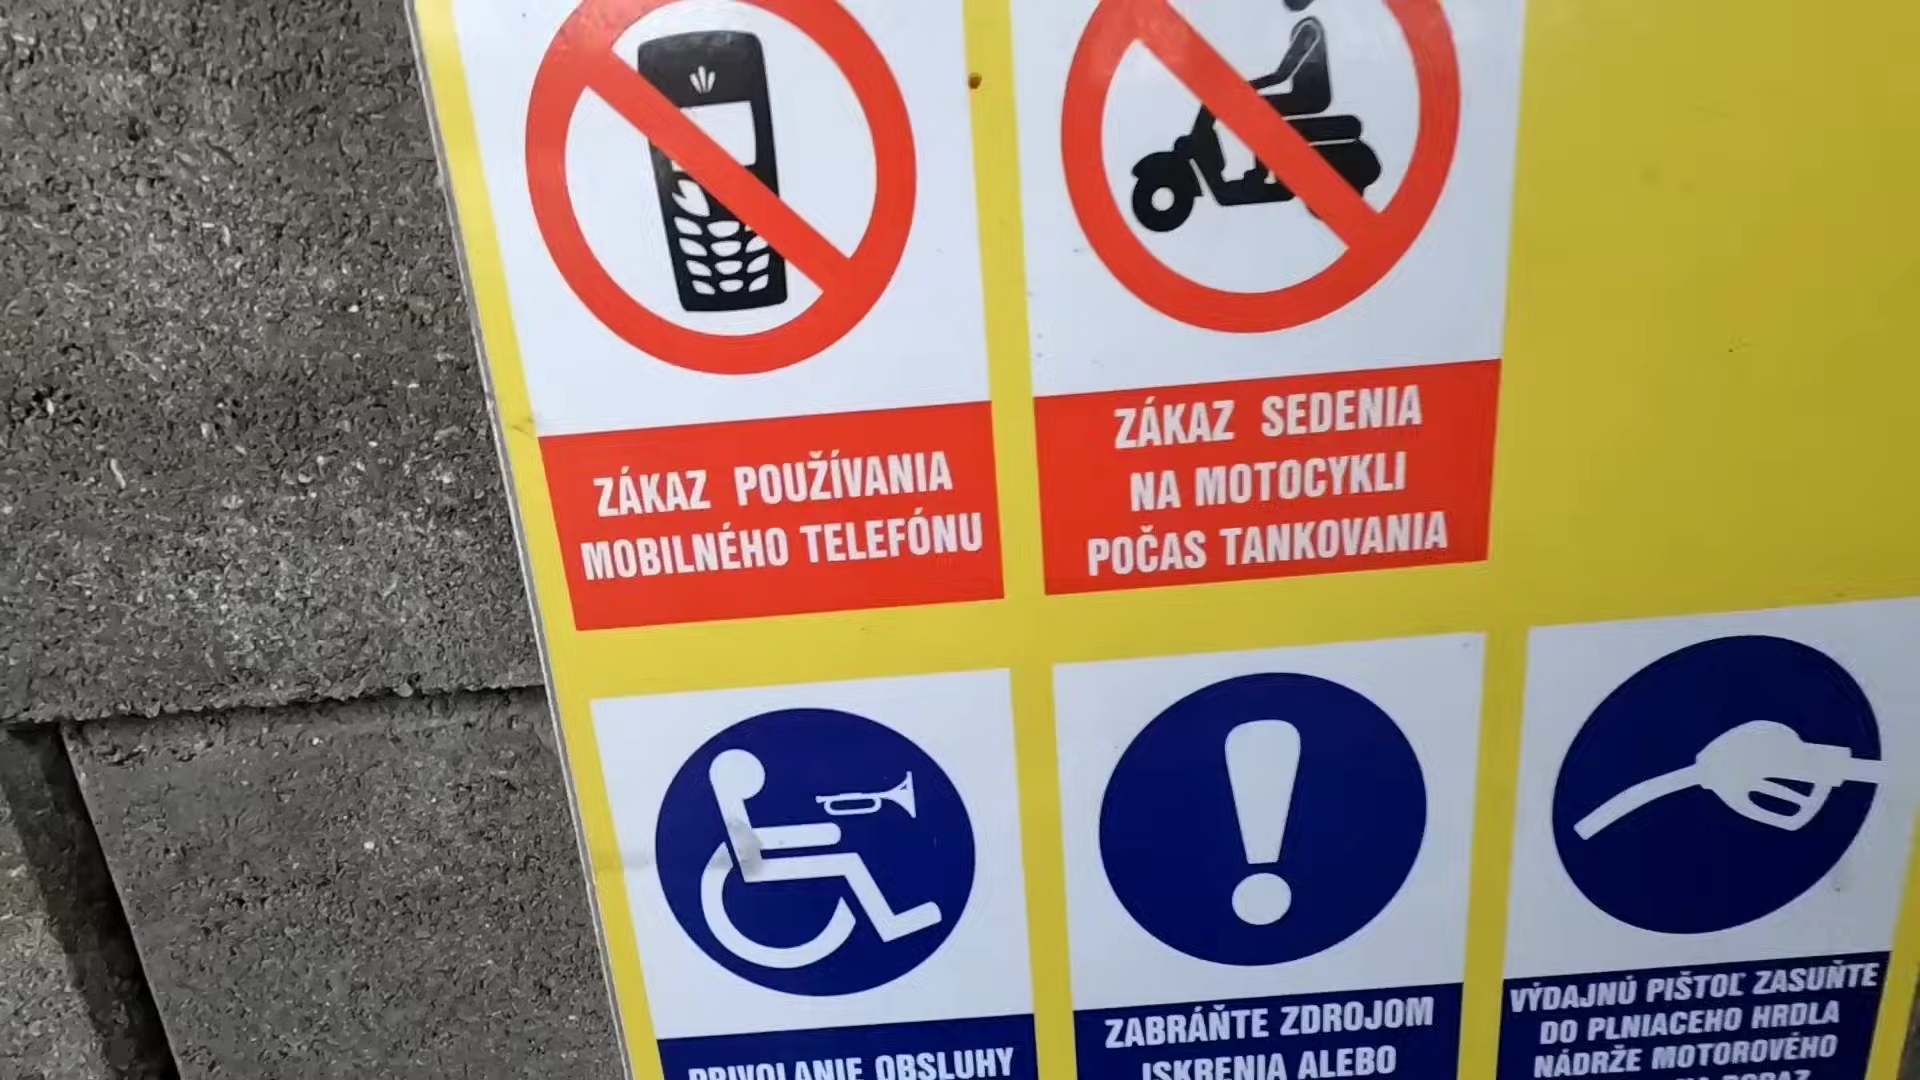 ZÁKAZ POUŽÍVANIA
MOBILNÉHO TELEFÓNU
ZÁKAZ SEDENIA
NA MOTOCYKLI
POČAS TANKOVANIA
PRIVOLANIE OBSLUHY
ZABRÁŇTE ZDROJOM
ISKRENIA ALEBO
VÝDAJNÚ PIŠTOĽ ZASUŇTE
DO PLNIACEHO HRDLA
NÁDRŽE MOTOROVÉHO